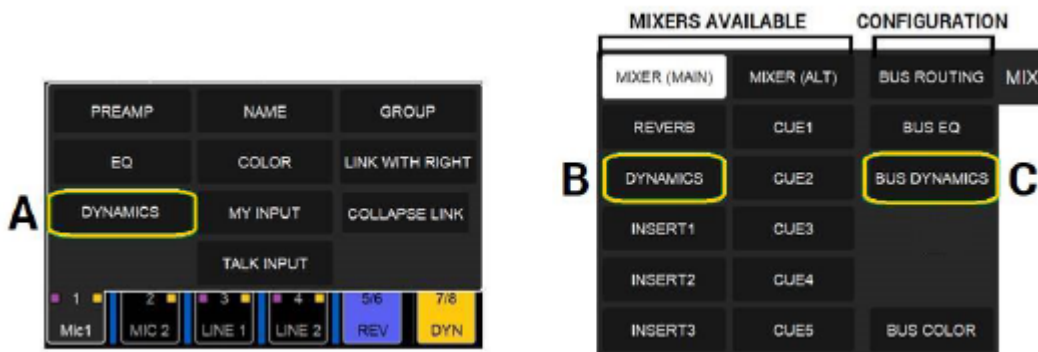 A
PREAMP NAME GROUP
EQ COLOR LINK WITH RIGHT
DYNAMICS MY INPUT COLLAPSE LINK
TALK INPUT
1 2 3 4 5/6 7/8
Mic1 MIC 2 LINE 1 LINE 2 REV DYN
MIXERS AVAILABLE CONFIGURATION
MIXER (MAIN) MIXER (ALT) BUS ROUTING MIX
REVERB CUE1 BUS EQ
B DYNAMICS CUE2 BUS DYNAMICS C
INSERT1 CUE3
INSERT2 CUE4
INSERT3 CUE5 BUS COLOR